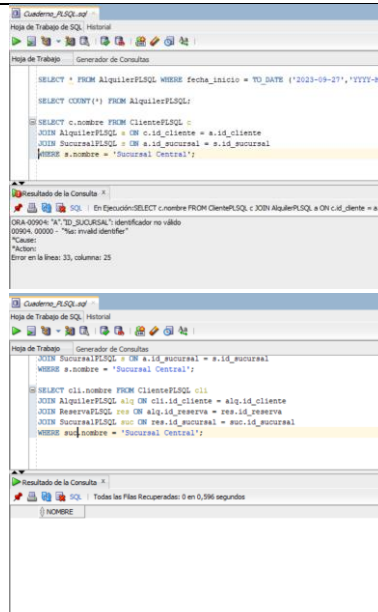 Cuaderno_PLSQL.sql
Hoja de Trabajo de SQL Historial
Hoja de Trabajo Generador de Consultas
SELECT * FROM AlquilerPLSQL WHERE fecha_inicio = TO_DATE ('2023-09-27','YYYY-
SELECT COUNT(*) FROM AlquilerPLSQL;
SELECT c.nombre FROM ClientePLSQL c
JOIN AlquilerPLSQL a ON c.id_cliente = a.id_cliente
JOIN SucursalPLSQL s ON a.id_sucursal = s.id_sucursal
WHERE s.nombre = 'Sucursal Central';
Resultado de la Consulta
SQL | En Ejecución:SELECT c.nombre FROM ClientePLSQL c JOIN AlquilerPLSQL a ON c.id_cliente = a
ORA-00904: "A"."ID_SUCURSAL": identificador no válido
00904. 00000 - "%s: invalid identifier"
*Cause:
*Action:
Error en la línea: 33, columna: 25
Cuaderno_PLSQL.sql
Hoja de Trabajo de SQL Historial
Hoja de Trabajo Generador de Consultas
JOIN SucursalPLSQL s ON a.id_sucursal = s.id_sucursal
WHERE s.nombre = 'Sucursal Central';
SELECT cli.nombre FROM ClientePLSQL cli
JOIN AlquilerPLSQL alq ON cli.id_cliente = alq.id_cliente
JOIN ReservaPLSQL res ON alq.id_reserva = res.id_reserva
JOIN SucursalPLSQL suc ON res.id_sucursal = suc.id_sucursal
WHERE suc.nombre = 'Sucursal Central';
Resultado de la Consulta
SQL | Todas las Filas Recuperadas: 0 en 0,596 segundos
NOMBRE